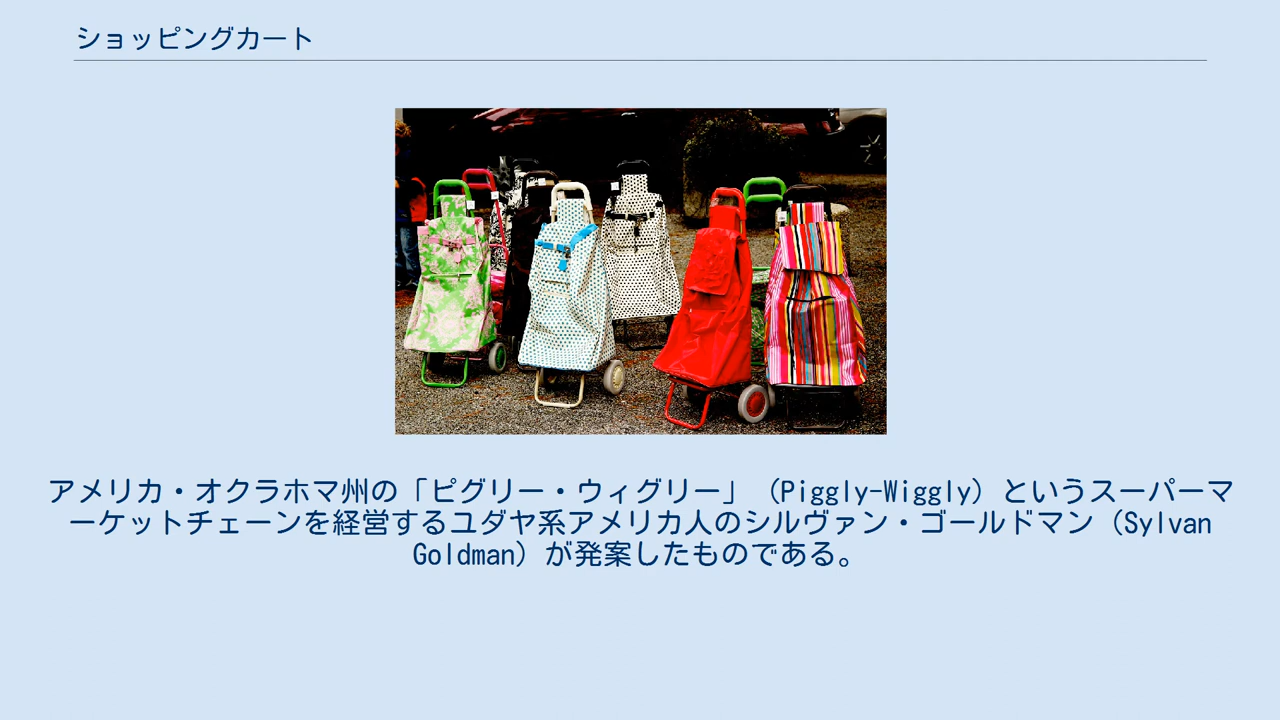 ショッピングカート
アメリカ・オクラホマ州の「ピグリー・ウィグリー」（Piggly-Wiggly）というスーパーマ
ーケットチェーンを経営するユダヤ系アメリカ人のシルヴァン・ゴールドマン（Sylvan
Goldman）が発案したものである。